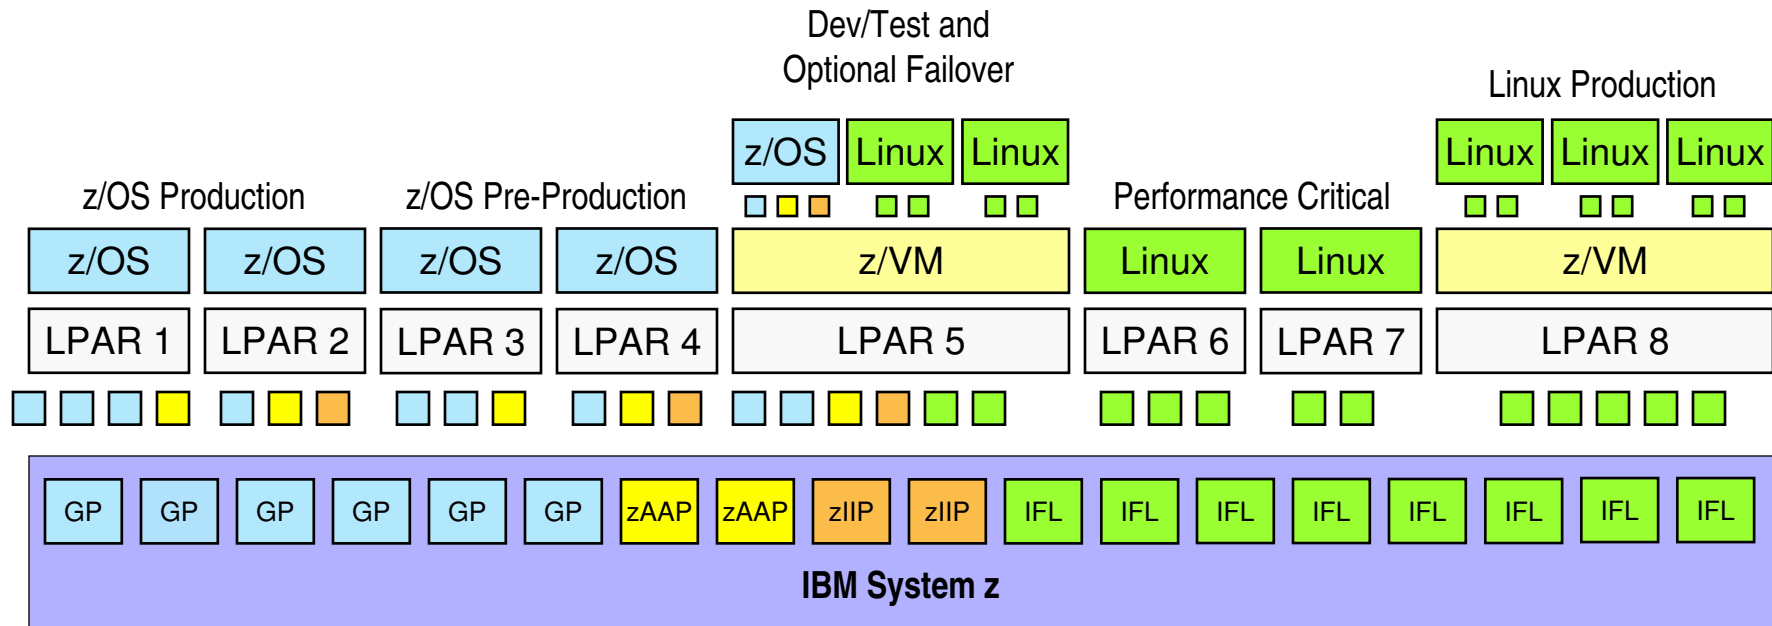 Dev/Test and
Optional Failover
Linux Production
z/OS Linux Linux
Linux Linux Linux
z/OS Production
z/OS Pre-Production
Performance Critical
z/OS z/OS z/OS z/OS z/VM Linux Linux z/VM
LPAR 1 LPAR 2 LPAR 3 LPAR 4 LPAR 5 LPAR 6 LPAR 7 LPAR 8
GP GP GP GP GP GP zAAP zAAP zIIP zIIP IFL IFL IFL IFL IFL IFL IFL IFL
IBM System z